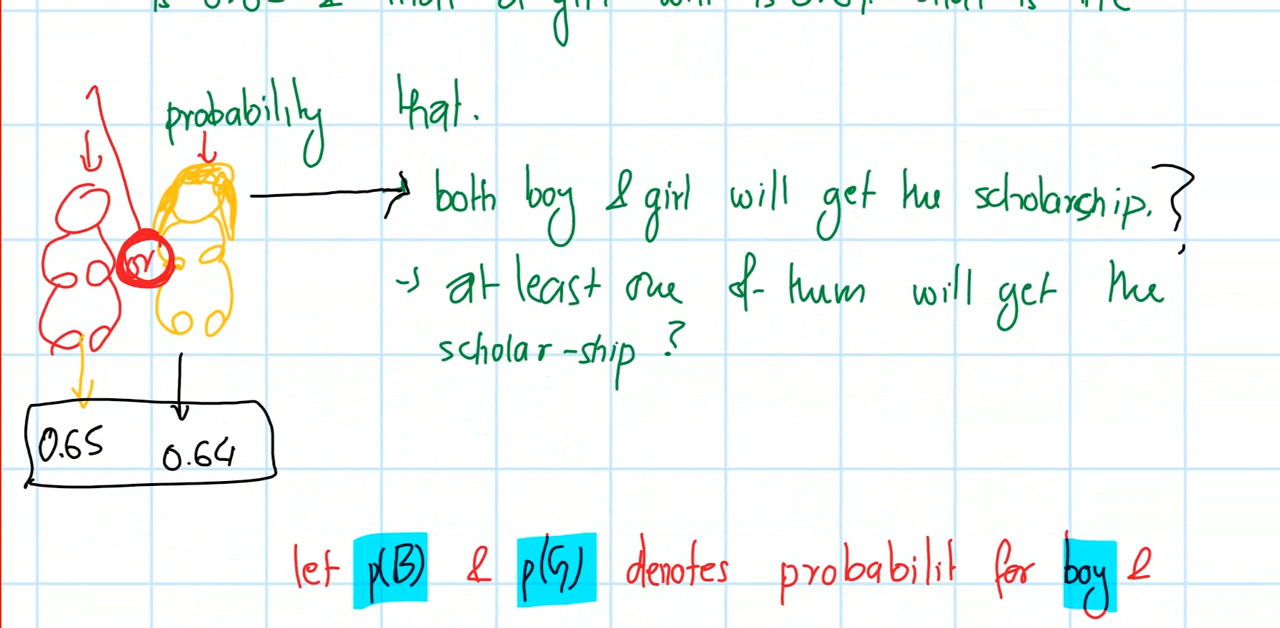 probability that.
both boy & girl will get the scholarship.?
or
→ at least one of them will get the
scholar-ship ?
0.65 0.64
let p(B) & p(G) denotes probabilit for boy &